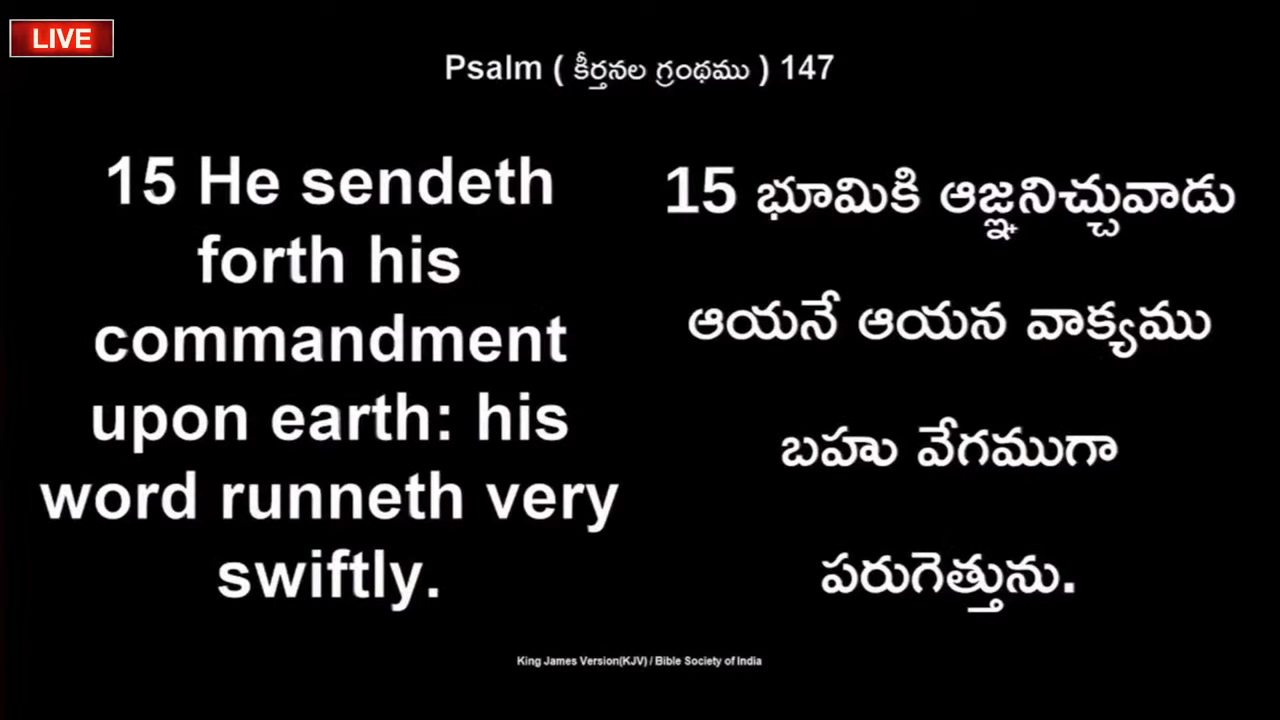 LIVE
Psalm ( కీర్తనల గ్రంథము ) 147
15 He sendeth
forth his
commandment
upon earth: his
word runneth very
swiftly.
15 భూమికి ఆజ్ఞనిచ్చువాడు
ఆయనే ఆయన వాక్యము
బహు వేగముగా
పరుగెత్తును.
King James Version(KJV) / Bible Society of India